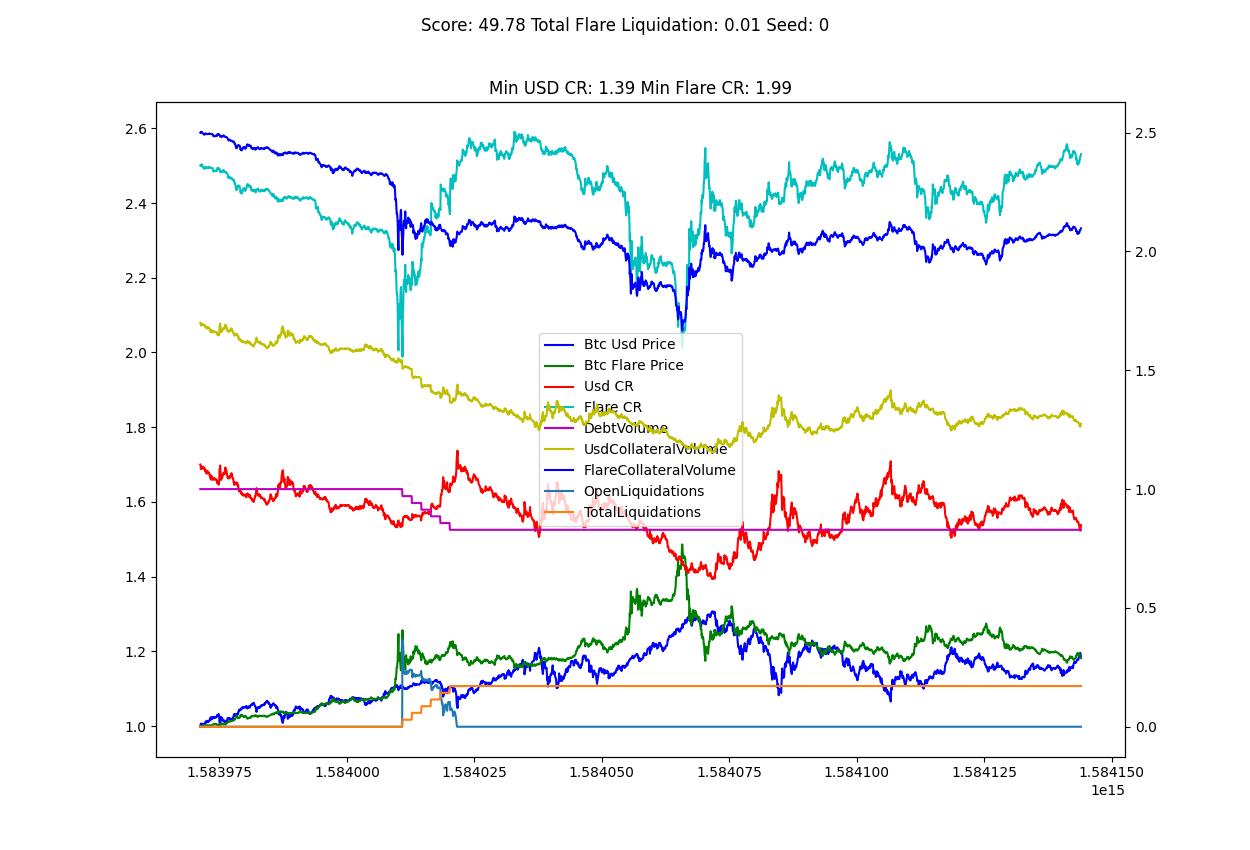 Score: 49.78 Total Flare Liquidation: 0.01 Seed: 0
Min USD CR: 1.39 Min Flare CR: 1.99
2.6
2.4
2.2
2.0
1.8
1.6
1.4
1.2
1.0
2.5
2.0
1.5
1.0
0.5
0.0
Btc Usd Price
Btc Flare Price
Usd CR
Flare CR
DebtVolume
UsdCollateralVolume
FlareCollateralVolume
OpenLiquidations
TotalLiquidations
1.583975 1.584000 1.584025 1.584050 1.584075 1.584100 1.584125 1.584150
1e15